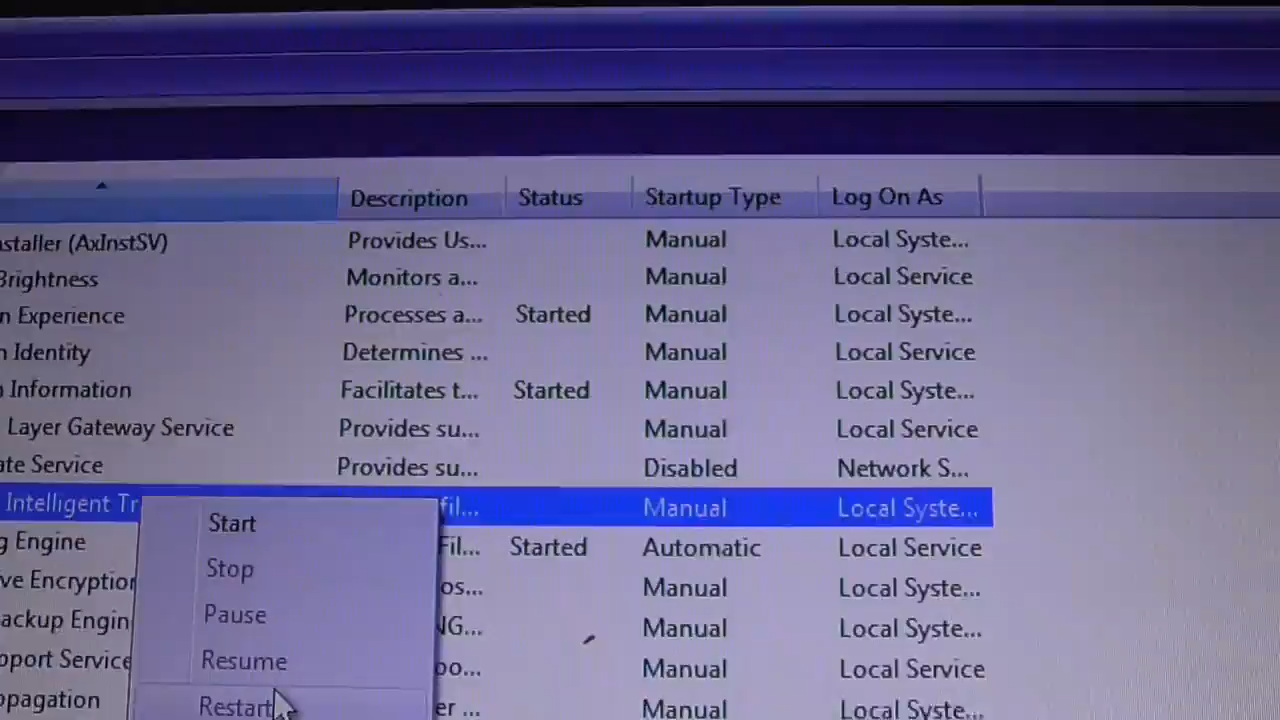 Description Status Startup Type Log On As
nstaller (AxInstSV) Provides Us... Manual Local Syste...
Brightness Monitors a... Manual Local Service
n Experience Processes a... Started Manual Local Syste...
n Identity Determines ... Manual Local Service
n Information Facilitates t... Started Manual Local Syste...
Layer Gateway Service Provides su... Manual Local Service
ate Service Provides su... Disabled Network S...
Intelligent Tr fil... Manual Local Syste...
Start
g Engine Fil... Started Automatic Local Service
Stop
ve Encryption os... Manual Local Syste...
Pause
ackup Engin NG... Manual Local Syste...
Resume
pport Service oo... Manual Local Service
Restart
opagation er ... Manual Local Syste...